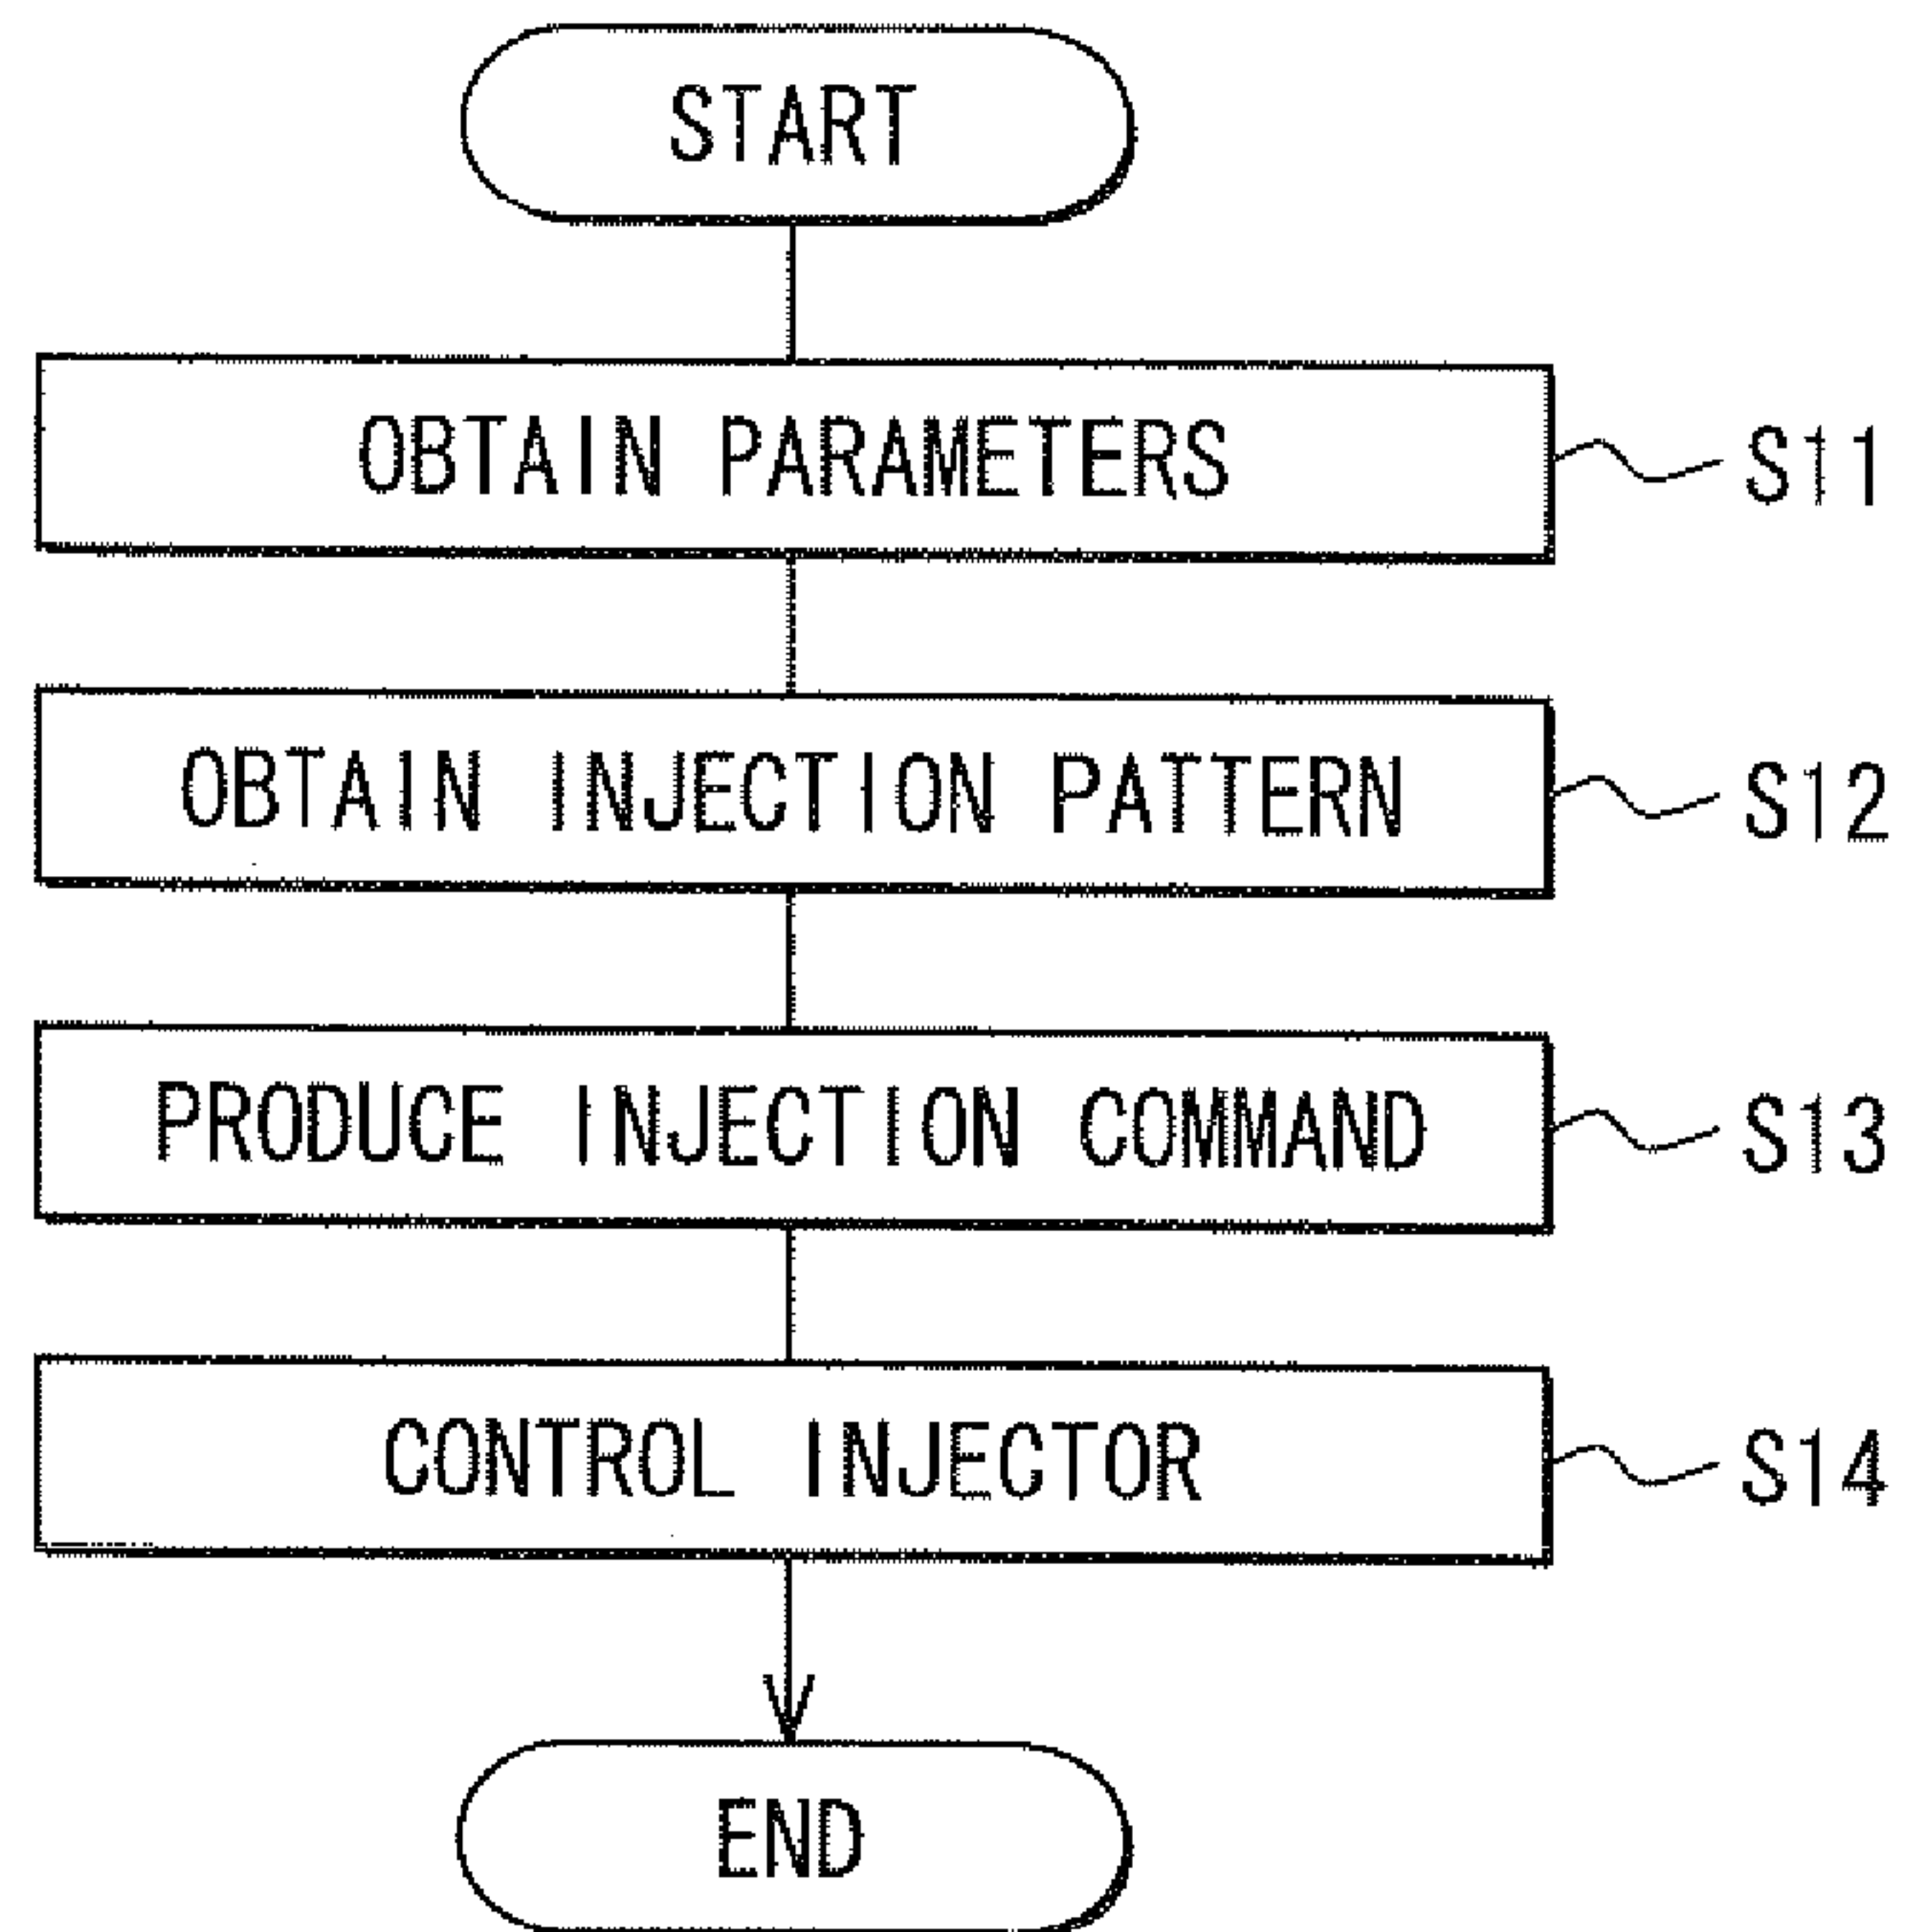 START
OBTAIN PARAMETERS S11
OBTAIN INJECTION PATTERN S12
PRODUCE INJECTION COMMAND S13
CONTROL INJECTOR S14
END